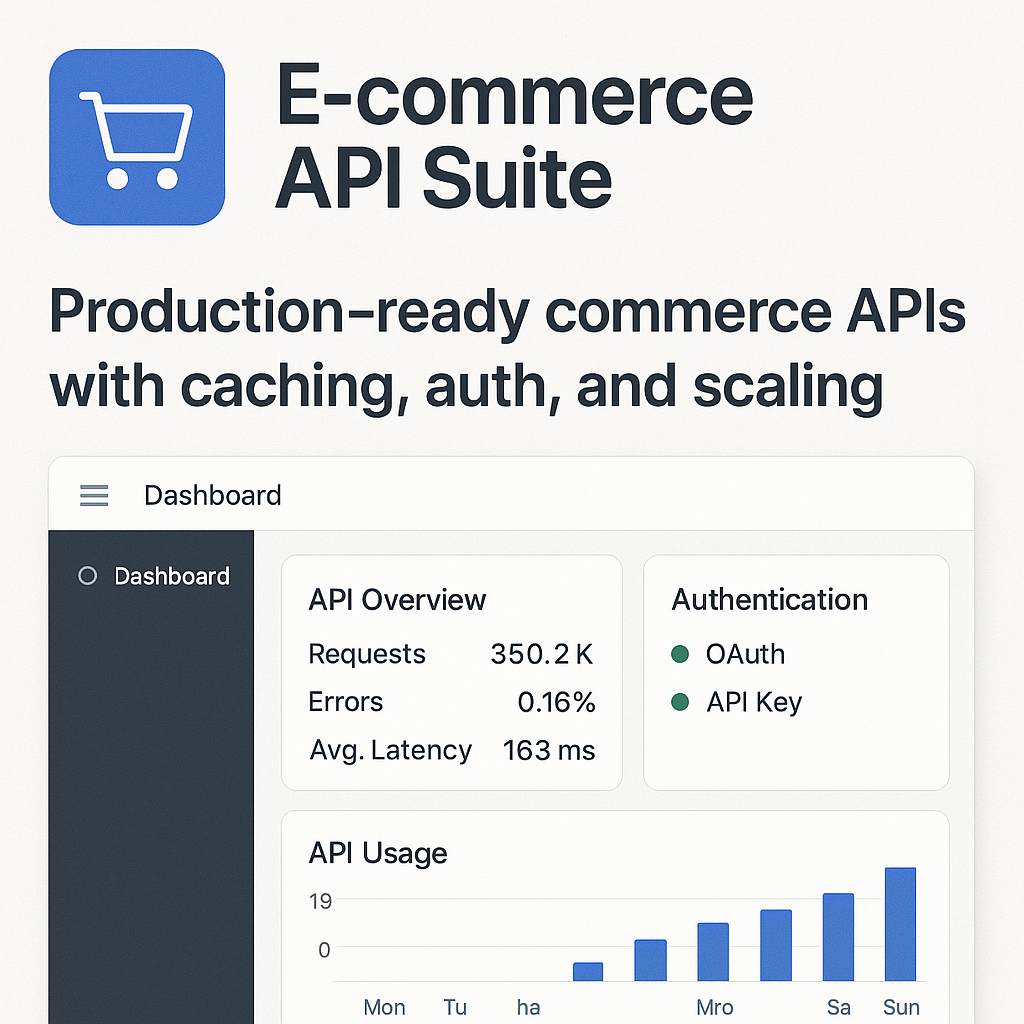 E-commerce
API Suite
Production-ready commerce APIs
with caching, auth, and scaling
Dashboard
Dashboard
API Overview
Requests 350.2 K
Errors 0.16%
Avg. Latency 163 ms
Authentication
OAuth
API Key
API Usage
19
0
Mon Tu ha Mro Sa Sun